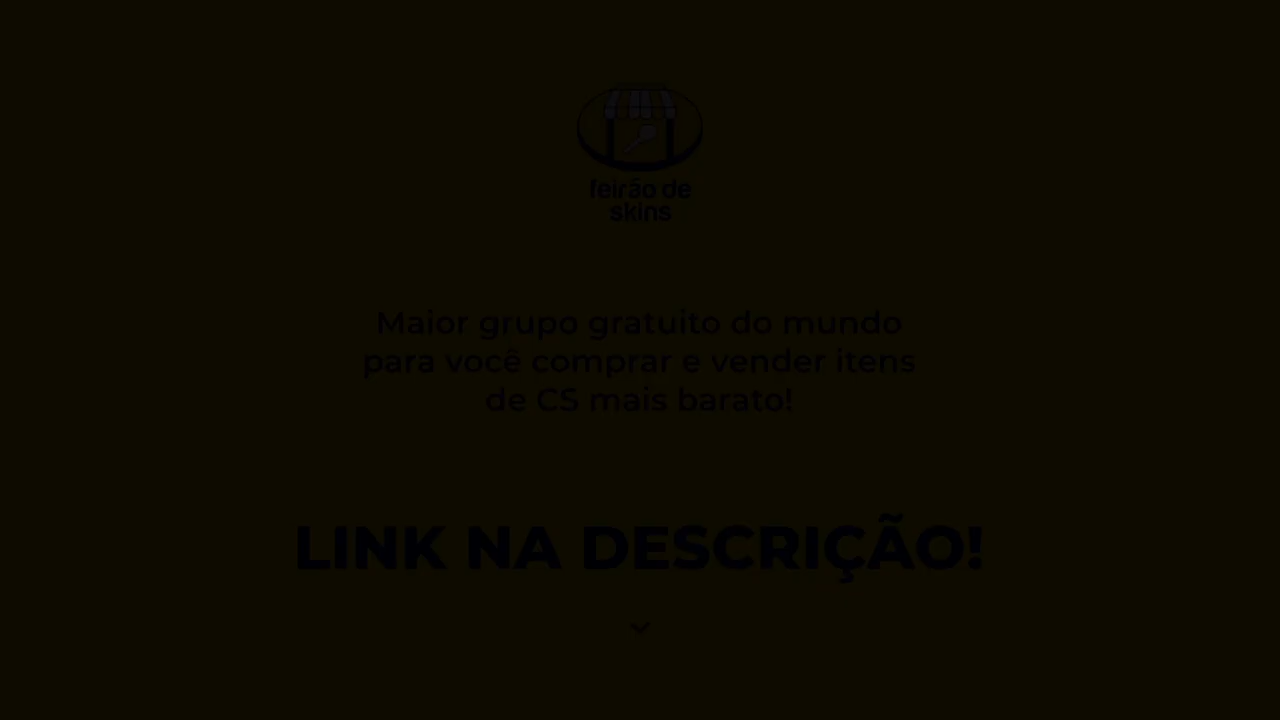 feirão de
skins
Maior grupo gratuito do mundo
para você comprar e vender itens
de CS mais barato!
LINK NA DESCRIÇÃO!